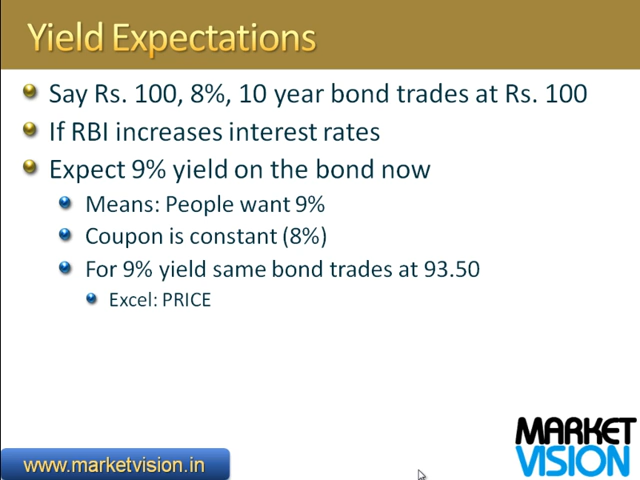 Yield Expectations
Say Rs. 100, 8%, 10 year bond trades at Rs. 100
If RBI increases interest rates
Expect 9% yield on the bond now
Means: People want 9%
Coupon is constant (8%)
For 9% yield same bond trades at 93.50
Excel: PRICE
MARKET
VISION
www.marketvision.in